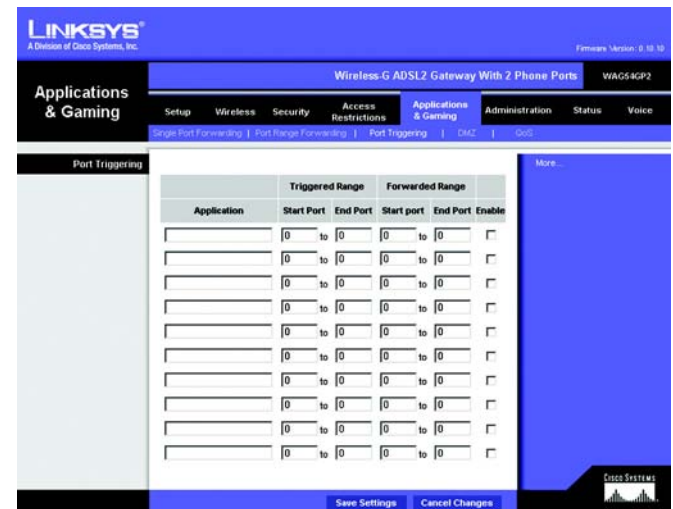 LINKSYS®
A Division of Cisco Systems, Inc.
Firmware Version: 0.10.10
Wireless-G ADSL2 Gateway With 2 Phone Ports WAG54GP2
Applications & Gaming
Setup Wireless Security Access Restrictions Applications & Gaming Administration Status Voice
Single Port Forwarding | Port Range Forwarding | Port Triggering | DMZ | QoS
Port Triggering
More...
Triggered Range Forwarded Range
Application Start Port End Port Start port End Port Enable
0 to 0 0 to 0
0 to 0 0 to 0
0 to 0 0 to 0
0 to 0 0 to 0
0 to 0 0 to 0
0 to 0 0 to 0
0 to 0 0 to 0
0 to 0 0 to 0
0 to 0 0 to 0
0 to 0 0 to 0
Save Settings Cancel Changes
CISCO SYSTEMS